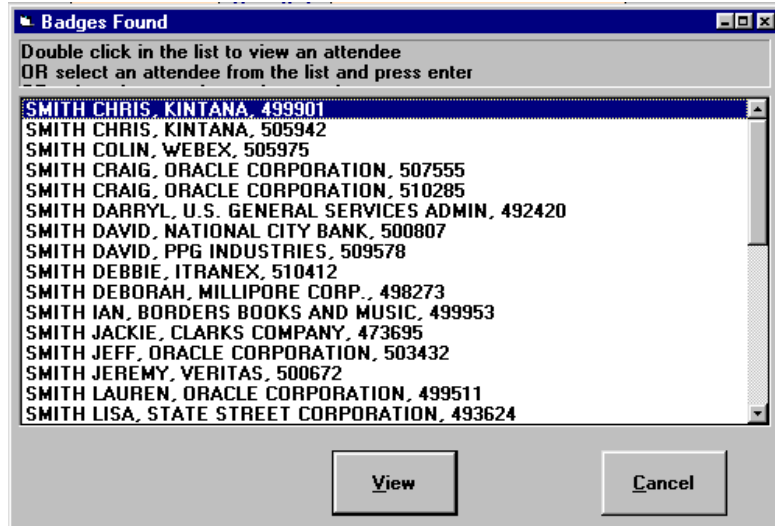 Badges Found
Double click in the list to view an attendee
OR select an attendee from the list and press enter
SMITH CHRIS, KINTANA, 499901
SMITH CHRIS, KINTANA, 505942
SMITH COLIN, WEBEX, 505975
SMITH CRAIG, ORACLE CORPORATION, 507555
SMITH CRAIG, ORACLE CORPORATION, 510285
SMITH DARRYL, U.S. GENERAL SERVICES ADMIN, 492420
SMITH DAVID, NATIONAL CITY BANK, 500807
SMITH DAVID, PPG INDUSTRIES, 509578
SMITH DEBBIE, ITRANEX, 510412
SMITH DEBORAH, MILLIPORE CORP., 498273
SMITH IAN, BORDERS BOOKS AND MUSIC, 499953
SMITH JACKIE, CLARKS COMPANY, 473695
SMITH JEFF, ORACLE CORPORATION, 503432
SMITH JEREMY, VERITAS, 500672
SMITH LAUREN, ORACLE CORPORATION, 499511
SMITH LISA, STATE STREET CORPORATION, 493624
View
Cancel